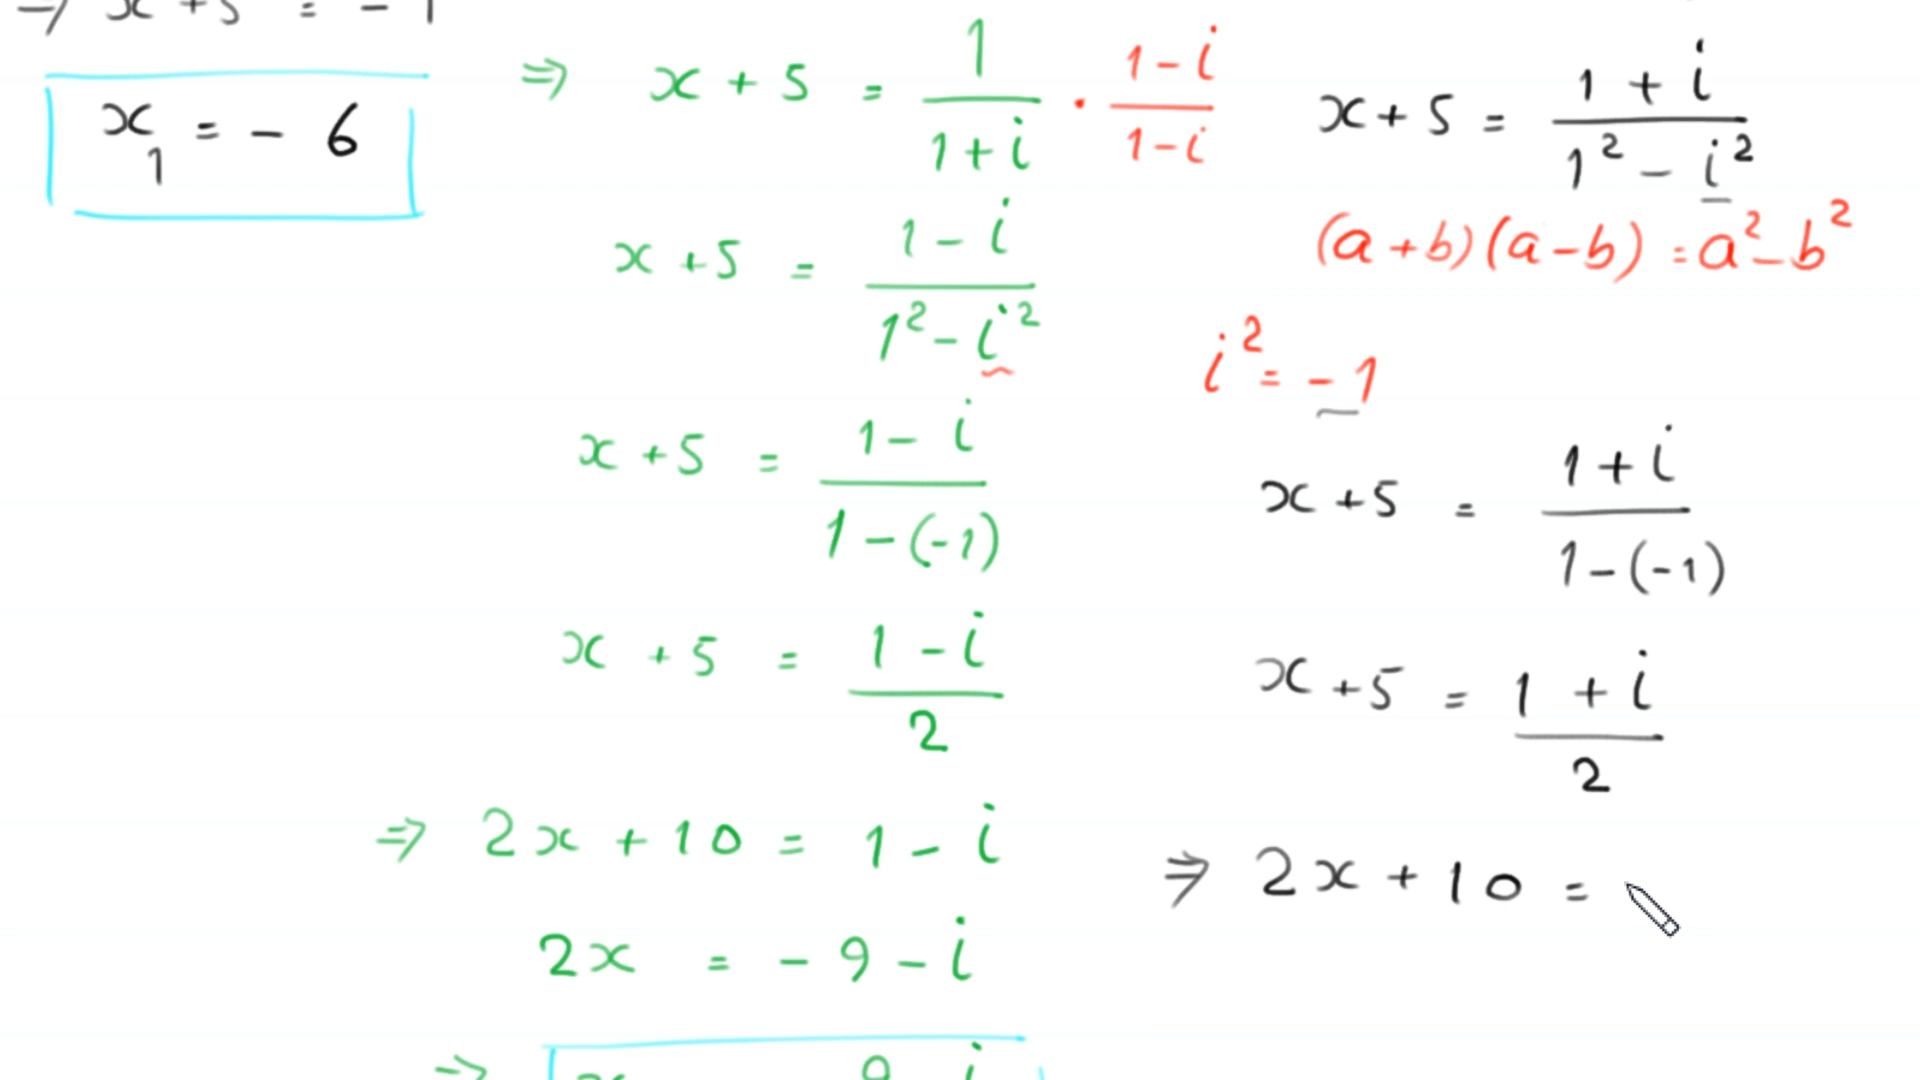 ⇒ x + 5 = - 1
x₁ = - 6
⇒ x + 5 = 1/(1 + i) · (1 - i)/(1 - i)
x + 5 = (1 - i)/(1² - i²)
x + 5 = (1 - i)/(1 - (-1))
x + 5 = (1 - i)/2
⇒ 2x + 10 = 1 - i
2x = - 9 - i
x + 5 = (1 + i)/(1² - i²)
(a + b)(a - b) = a² - b²
i² = - 1
x + 5 = (1 + i)/(1 - (-1))
x + 5 = (1 + i)/2
⇒ 2x + 10 =